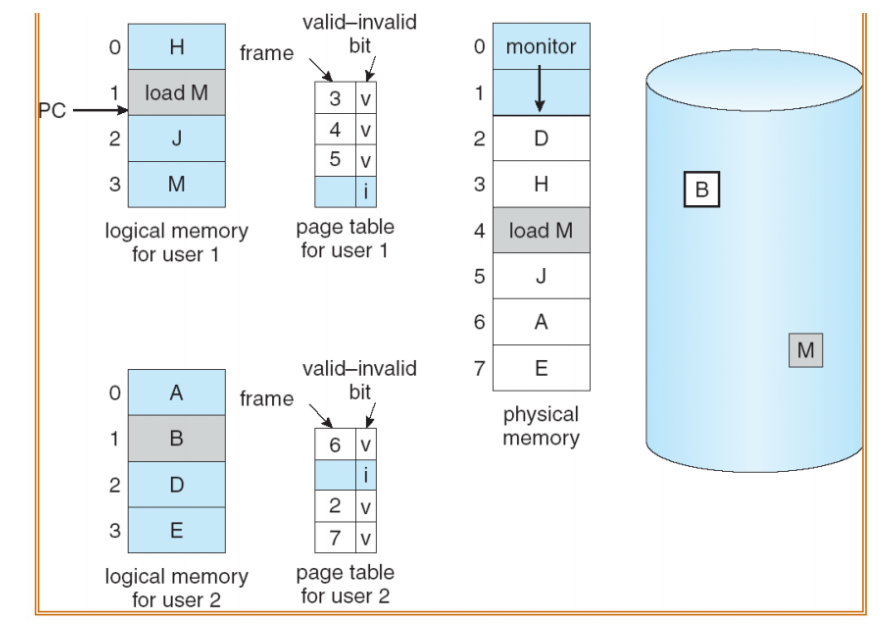 valid–invalid
bit
frame
0 H
1 load M
PC
2 J
3 M
logical memory
for user 1
3 v
4 v
5 v
i
page table
for user 1
0 monitor
1
2 D
3 H
4 load M
5 J
6 A
7 E
physical
memory
B
M
valid–invalid
bit
frame
0 A
1 B
2 D
3 E
logical memory
for user 2
6 v
i
2 v
7 v
page table
for user 2